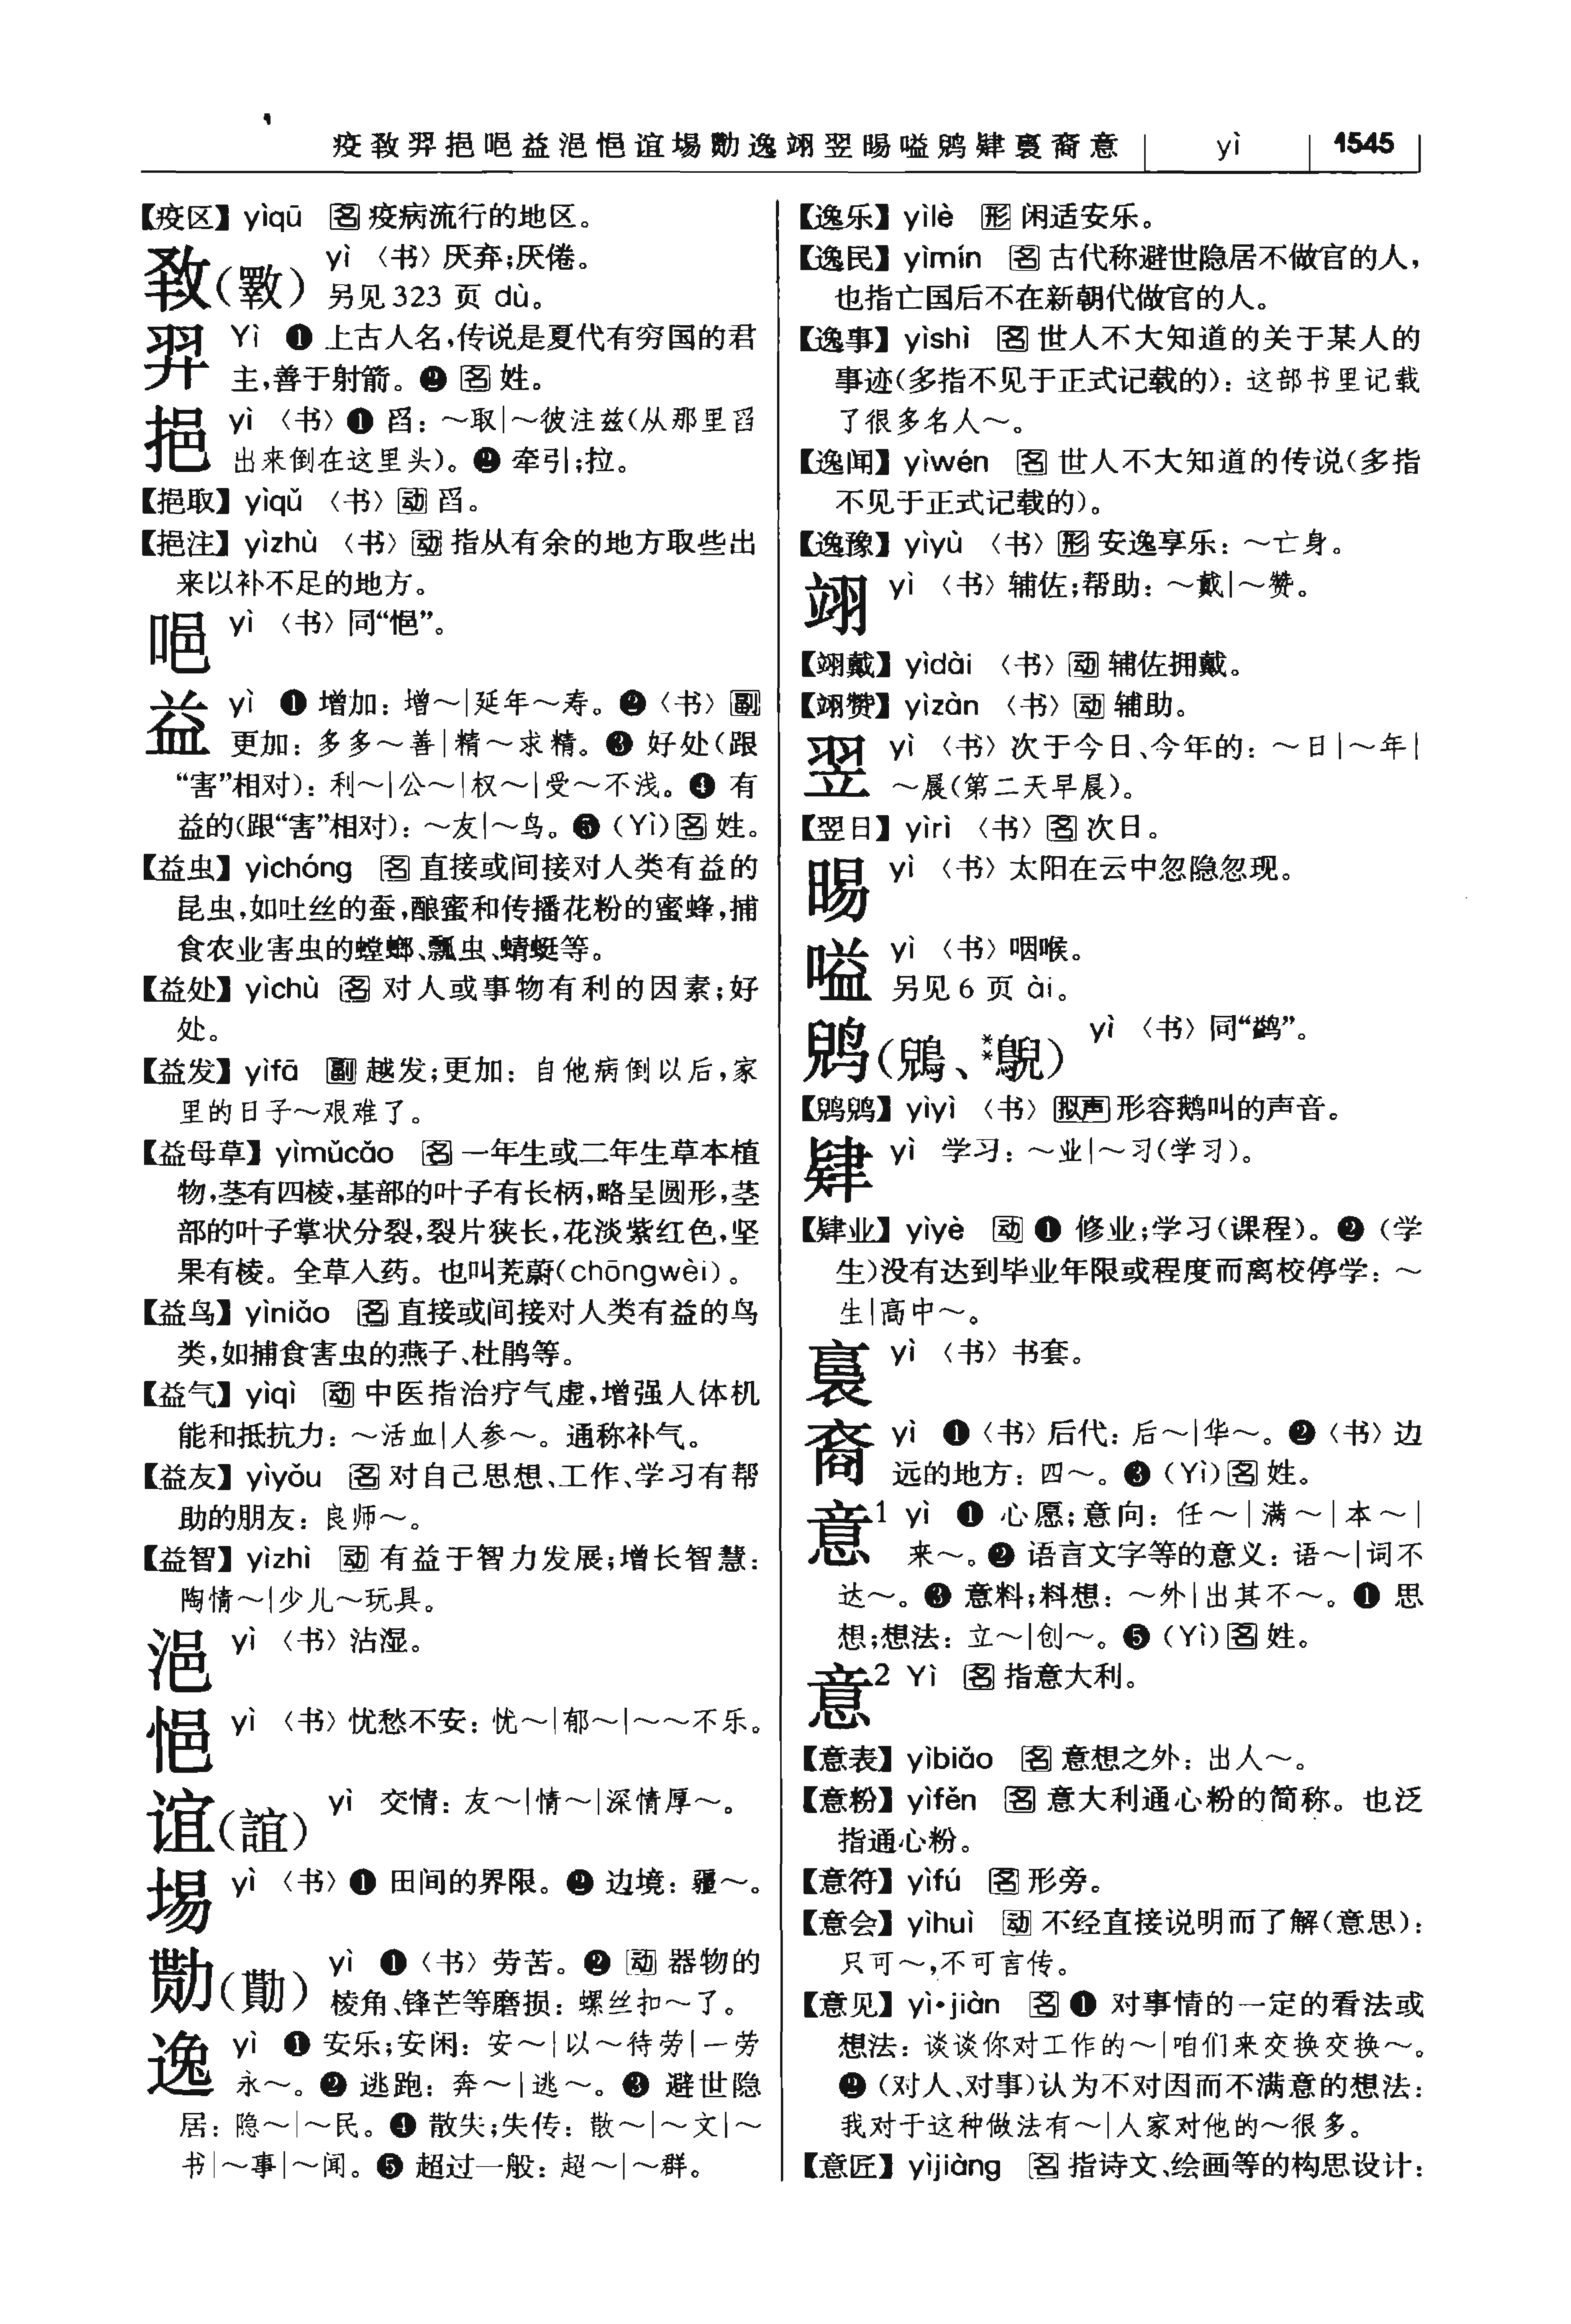 疫𢾾羿挹唈益浥悒谊埸勚逸翊翌晹嗌鹢肄裛裔意 yì 1545
【疫区】yìqū 名 疫病流行的地区。
𢾾(斁) yì 〈书〉厌弃;厌倦。
另见 323 页 dù。
羿 Yì ❶ 上古人名,传说是夏代有穷国的君
主,善于射箭。❷ 名 姓。
挹 yì 〈书〉❶ 舀:~取|~彼注兹(从那里舀
出来倒在这里头)。❷ 牵引;拉。
【挹取】yìqǔ 〈书〉动 舀。
【挹注】yìzhù 〈书〉动 指从有余的地方取些出
来以补不足的地方。
唈 yì 〈书〉同“悒”。
益 yì ❶ 增加:增~|延年~寿。❷〈书〉副
更加:多多~善|精~求精。❸ 好处(跟
“害”相对):利~|公~|权~|受~不浅。❹ 有
益的(跟“害”相对):~友|~鸟。❺ (Yì)名 姓。
【益虫】yìchóng 名 直接或间接对人类有益的
昆虫,如吐丝的蚕,酿蜜和传播花粉的蜜蜂,捕
食农业害虫的螳螂、瓢虫、蜻蜓等。
【益处】yìchù 名 对人或事物有利的因素;好
处。
【益发】yìfā 副 越发;更加:自他病倒以后,家
里的日子~艰难了。
【益母草】yìmǔcǎo 名 一年生或二年生草本植
物,茎有四棱,基部的叶子有长柄,略呈圆形,茎
部的叶子掌状分裂,裂片狭长,花淡紫红色,坚
果有棱。全草入药。也叫茺蔚(chōngwèi)。
【益鸟】yìniǎo 名 直接或间接对人类有益的鸟
类,如捕食害虫的燕子、杜鹃等。
【益气】yìqì 动 中医指治疗气虚,增强人体机
能和抵抗力:~活血|人参~。通称补气。
【益友】yìyǒu 名 对自己思想、工作、学习有帮
助的朋友:良师~。
【益智】yìzhì 动 有益于智力发展;增长智慧:
陶情~|少儿~玩具。
浥 yì 〈书〉沾湿。
悒 yì 〈书〉忧愁不安:忧~|郁~|~~不乐。
谊(誼) yì 交情:友~|情~|深情厚~。
埸 yì 〈书〉❶ 田间的界限。❷ 边境:疆~。
勚(勩) yì ❶〈书〉劳苦。❷ 动 器物的
棱角、锋芒等磨损:螺丝扣~了。
逸 yì ❶ 安乐;安闲:安~|以~待劳|一劳
永~。❷ 逃跑:奔~|逃~。❸ 避世隐
居:隐~|~民。❹ 散失;失传:散~|~文|~
书|~事|~闻。❺ 超过一般:超~|~群。
【逸乐】yìlè 形 闲适安乐。
【逸民】yìmín 名 古代称避世隐居不做官的人,
也指亡国后不在新朝代做官的人。
【逸事】yìshì 名 世人不大知道的关于某人的
事迹(多指不见于正式记载的):这部书里记载
了很多名人~。
【逸闻】yìwén 名 世人不大知道的传说(多指
不见于正式记载的)。
【逸豫】yìyù 〈书〉形 安逸享乐:~亡身。
翊 yì 〈书〉辅佐;帮助:~戴|~赞。
【翊戴】yìdài 〈书〉动 辅佐拥戴。
【翊赞】yìzàn 〈书〉动 辅助。
翌 yì 〈书〉次于今日、今年的:~日|~年|
~晨(第二天早晨)。
【翌日】yìrì 〈书〉名 次日。
晹 yì 〈书〉太阳在云中忽隐忽现。
嗌 yì 〈书〉咽喉。
另见 6 页 ài。
𫛩(鶂、**鶃) yì 〈书〉同“鹢”。
【𫛩𫛩】yìyì 〈书〉拟声 形容鹅叫的声音。
肄 yì 学习:~业|~习(学习)。
【肄业】yìyè 动 ❶ 修业;学习(课程)。❷ (学
生)没有达到毕业年限或程度而离校停学:~
生|高中~。
裛 yì 〈书〉书套。
裔 yì ❶〈书〉后代:后~|华~。❷〈书〉边
远的地方:四~。❸ (Yì)名 姓。
意1 yì ❶ 心愿;意向:任~|满~|本~|
来~。❷ 语言文字等的意义:语~|词不
达~。❸ 意料;料想:~外|出其不~。❶ 思
想;想法:立~|创~。❺ (Yì)名 姓。
意2 Yì 名 指意大利。
【意表】yìbiǎo 名 意想之外:出人~。
【意粉】yìfěn 名 意大利通心粉的简称。也泛
指通心粉。
【意符】yìfú 名 形旁。
【意会】yìhuì 动 不经直接说明而了解(意思):
只可~,不可言传。
【意见】yì•jiàn 名 ❶ 对事情的一定的看法或
想法:谈谈你对工作的~|咱们来交换交换~。
❷ (对人、对事)认为不对因而不满意的想法:
我对于这种做法有~|人家对他的~很多。
【意匠】yìjiàng 名 指诗文、绘画等的构思设计: